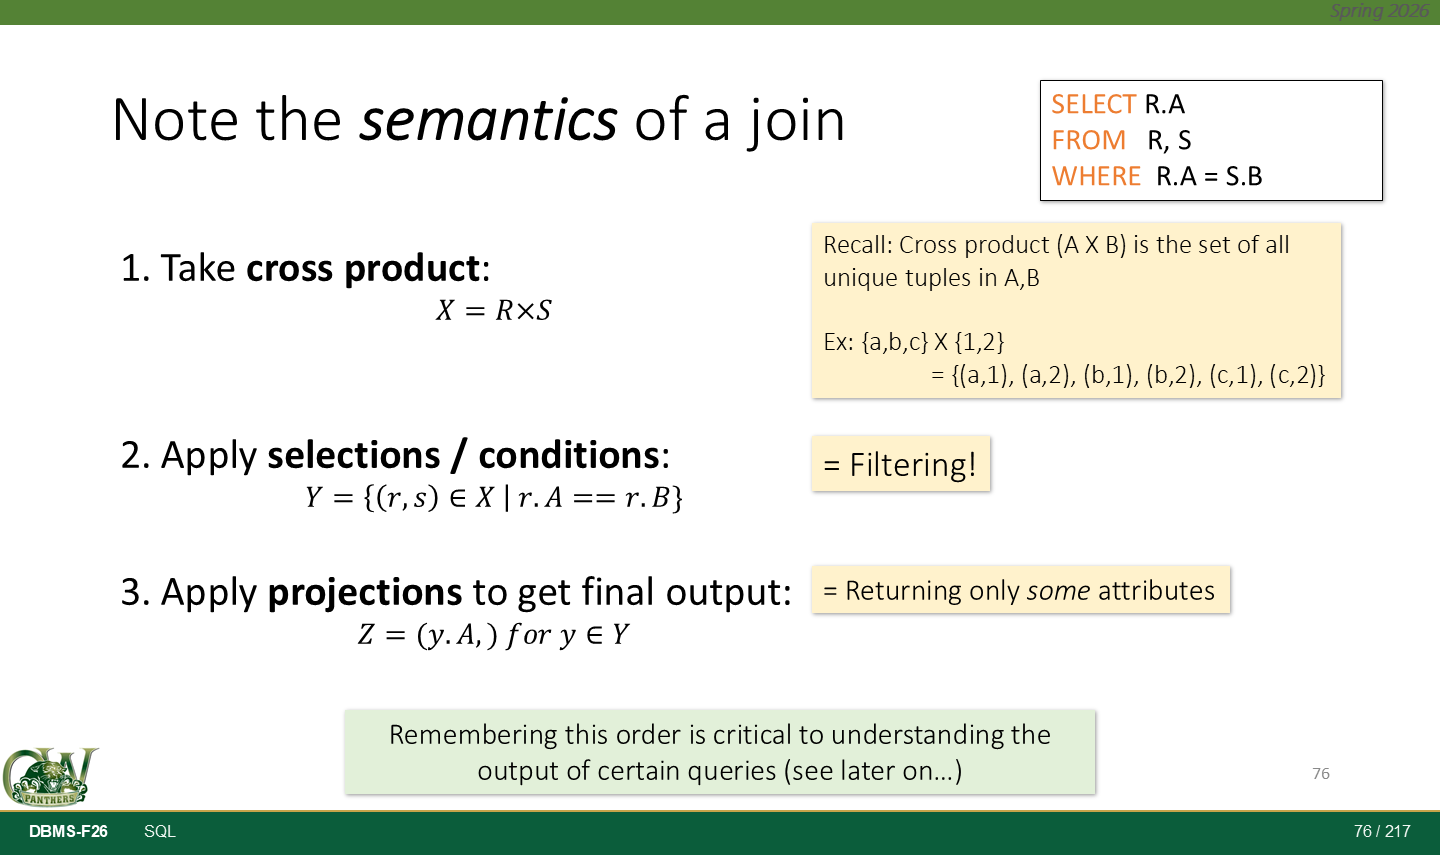 Spring 2026
Note the semantics of a join
SELECT R.A
FROM R, S
WHERE R.A = S.B
1. Take cross product:
𝑋 = 𝑅×𝑆
Recall: Cross product (A X B) is the set of all
unique tuples in A,B
Ex: {a,b,c} X {1,2}
= {(a,1), (a,2), (b,1), (b,2), (c,1), (c,2)}
2. Apply selections / conditions:
𝑌 = {(𝑟, 𝑠) ∈ 𝑋 | 𝑟. 𝐴 == 𝑟. 𝐵}
= Filtering!
3. Apply projections to get final output:
𝑍 = (𝑦. 𝐴, ) 𝑓𝑜𝑟 𝑦 ∈ 𝑌
= Returning only some attributes
Remembering this order is critical to understanding the
output of certain queries (see later on…)
76
OW
PANTHERS
DBMS-F26 SQL 76 / 217